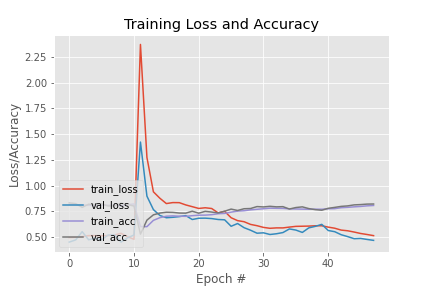 Training Loss and Accuracy
Loss/Accuracy
2.25
2.00
1.75
1.50
1.25
1.00
0.75
0.50
train_loss
val_loss
train_acc
val_acc
0 10 20 30 40
Epoch #